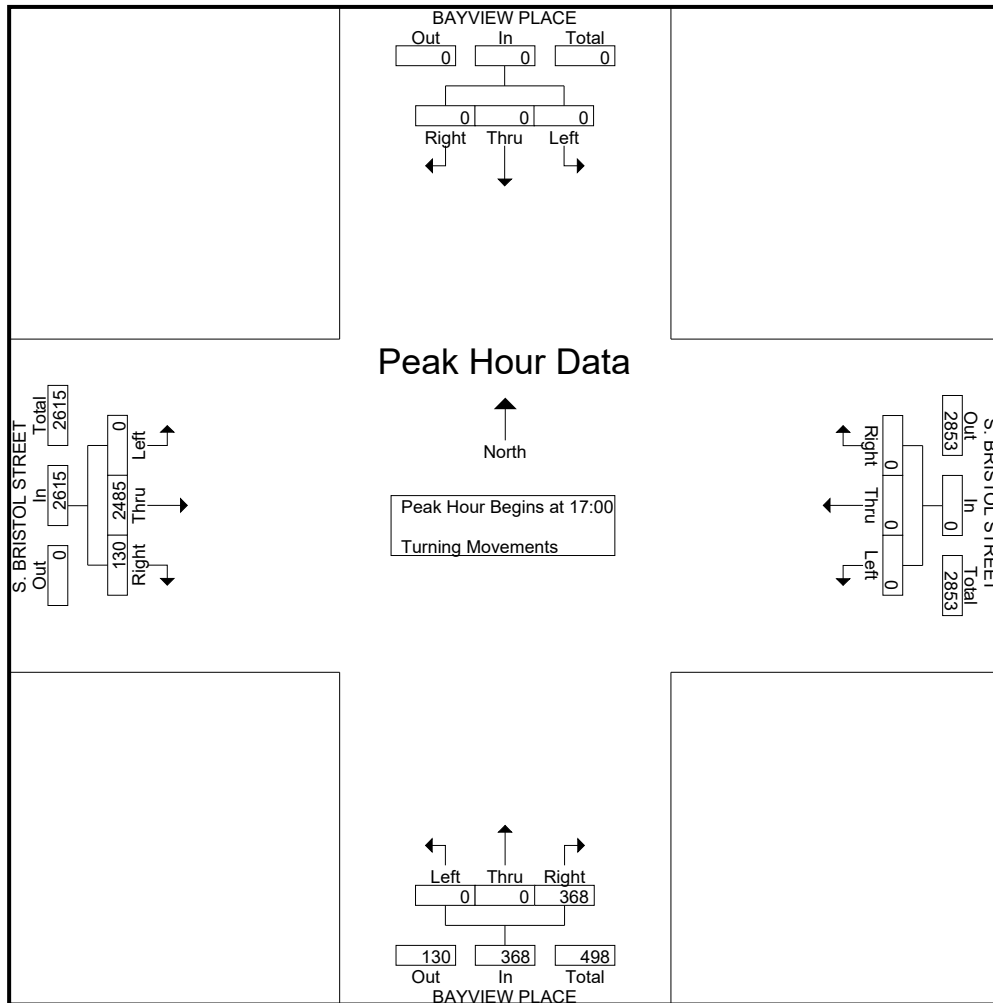 BAYVIEW PLACE
Out In Total
0 0 0
0 0 0
Right Thru Left
Peak Hour Data
North
Peak Hour Begins at 17:00
Turning Movements
S. BRISTOL STREET
Out In Total
0 2615 2615
130 2485 0
Right Thru Left
S. BRISTOL STREET
Out In Total
2853 0 2853
0 0 0
Right Thru Left
Left Thru Right
0 0 368
130 368 498
Out In Total
BAYVIEW PLACE